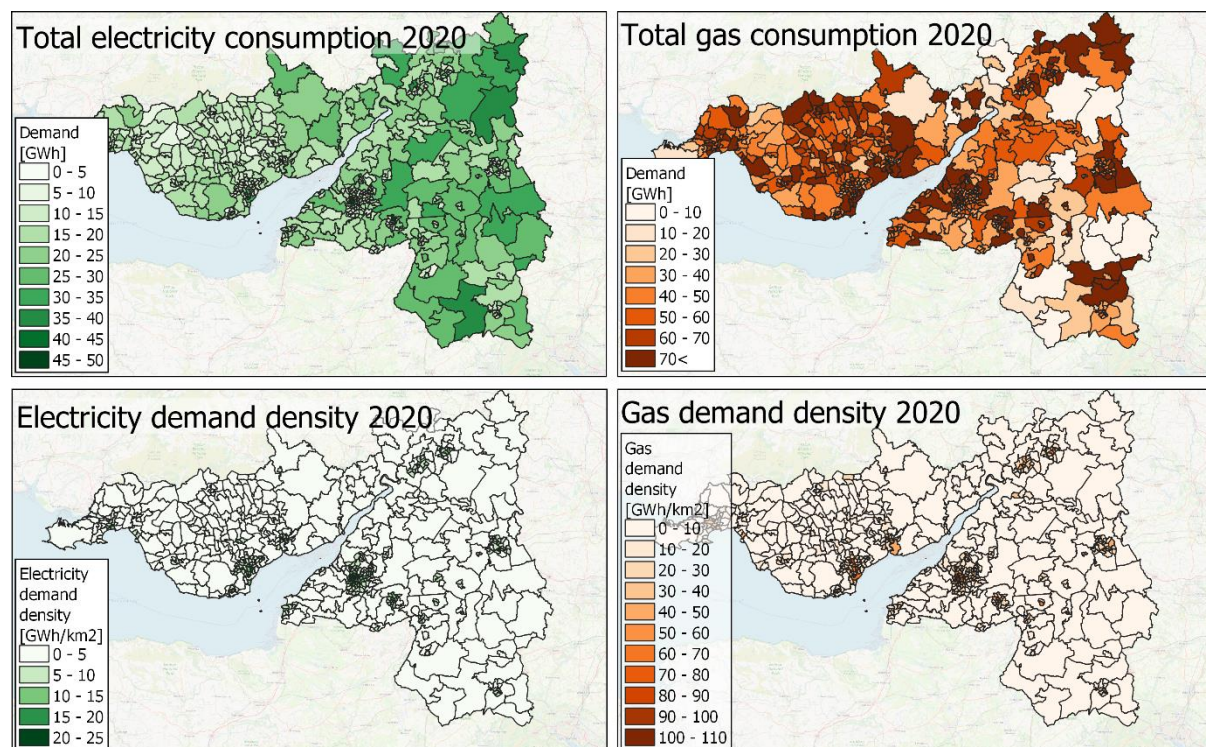 Total electricity consumption 2020
Demand
[GWh]
0 - 5
5 - 10
10 - 15
15 - 20
20 - 25
25 - 30
30 - 35
35 - 40
40 - 45
45 - 50
Total gas consumption 2020
Demand
[GWh]
0 - 10
10 - 20
20 - 30
30 - 40
40 - 50
50 - 60
60 - 70
70<
Electricity demand density 2020
Electricity
demand
density
[GWh/km2]
0 - 5
5 - 10
10 - 15
15 - 20
20 - 25
Gas demand density 2020
Gas
demand
density
[GWh/km2]
0 - 10
10 - 20
20 - 30
30 - 40
40 - 50
50 - 60
60 - 70
70 - 80
80 - 90
90 - 100
100 - 110